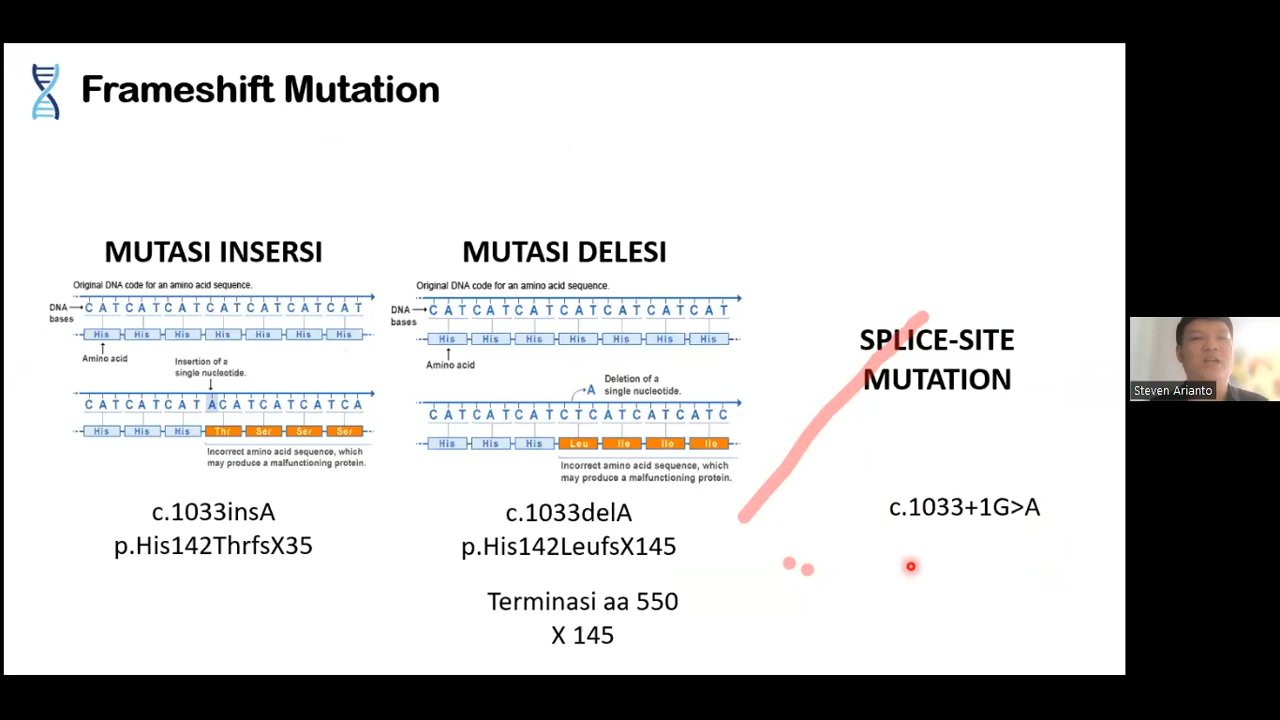 Frameshift Mutation
MUTASI INSERSI
Original DNA code for an amino acid sequence.
DNA bases
C A T C A T C A T C A T C A T C A T C A T
His His His His His His His
Amino acid
Insertion of a
single nucleotide.
C A T C A T C A T A C A T C A T C A T C A
His His His Thr Ser Ser Ser
Incorrect amino acid sequence, which
may produce a malfunctioning protein.
c.1033insA
p.His142ThrfsX35
MUTASI DELESI
Original DNA code for an amino acid sequence.
DNA bases
C A T C A T C A T C A T C A T C A T C A T
His His His His His His His
Amino acid
A
Deletion of a
single nucleotide.
C A T C A T C A T C T C A T C A T C A T C
His His His Leu Ile Ile Ile
Incorrect amino acid sequence, which
may produce a malfunctioning protein.
c.1033delA
p.His142LeufsX145
Terminasi aa 550
X 145
SPLICE-SITE
MUTATION
c.1033+1G>A
Steven Arianto